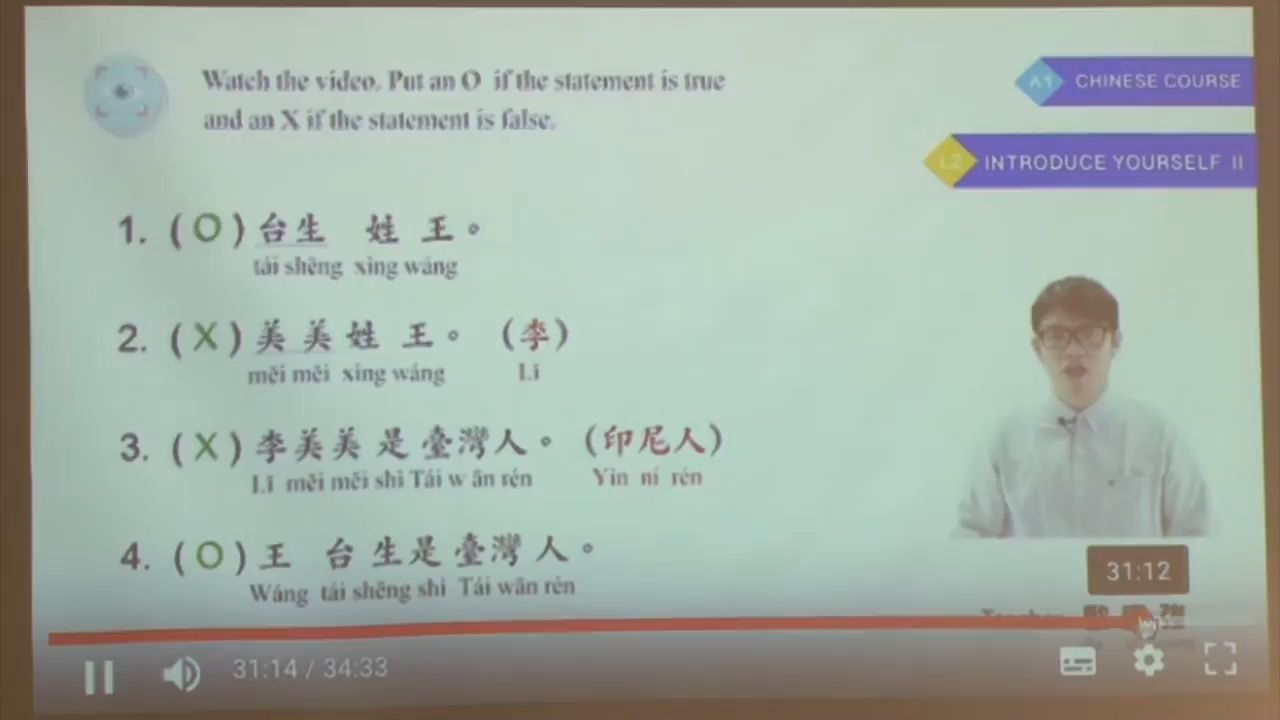 Watch the video. Put an O if the statement is true
and an X if the statement is false.
A1 CHINESE COURSE
L2 INTRODUCE YOURSELF II
1. ( O ) 台生 姓 王。
tái shēng xìng wáng
2. ( X ) 美 美 姓 王。 (李)
měi měi xìng wáng Lǐ
3. ( X ) 李美美 是 臺灣人。 (印尼人)
Lǐ měi měi shì Tái w ān rén Yìn ní rén
4. ( O ) 王 台 生是 臺灣 人。
Wáng tái shēng shì Tái wān rén
31:12
Teacher
31:14 / 34:33